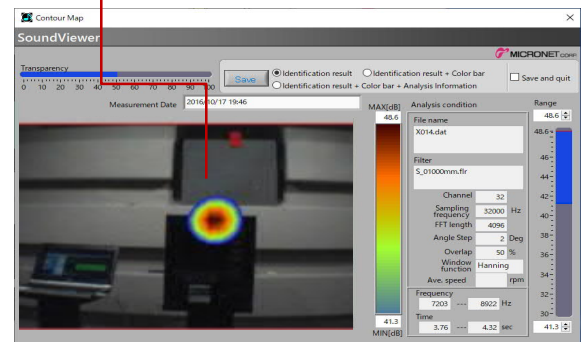 Contour Map
SoundViewer
MICRONET CORP.
Transparency
0 10 20 30 40 50 60 70 80 90 100
Save
Identification result
Identification result + Color bar
Identification result + Color bar + Analysis Information
Save and quit
Measurement Date 2016/10/17 19:46
MAX[dB]
48.6
41.3
MIN[dB]
Analysis condition
File name
X014.dat
Filter
S_01000mm.flr
Channel 32
Sampling frequency 32000 Hz
FFT length 4096
Angle Step 2 Deg
Overlap 50 %
Window function Hanning
Ave. speed rpm
Frequency
7203 --- 8922 Hz
Time
3.76 --- 4.32 sec
Range
48.6
48.6
46
44
42
40
38
36
34
32
30
41.3